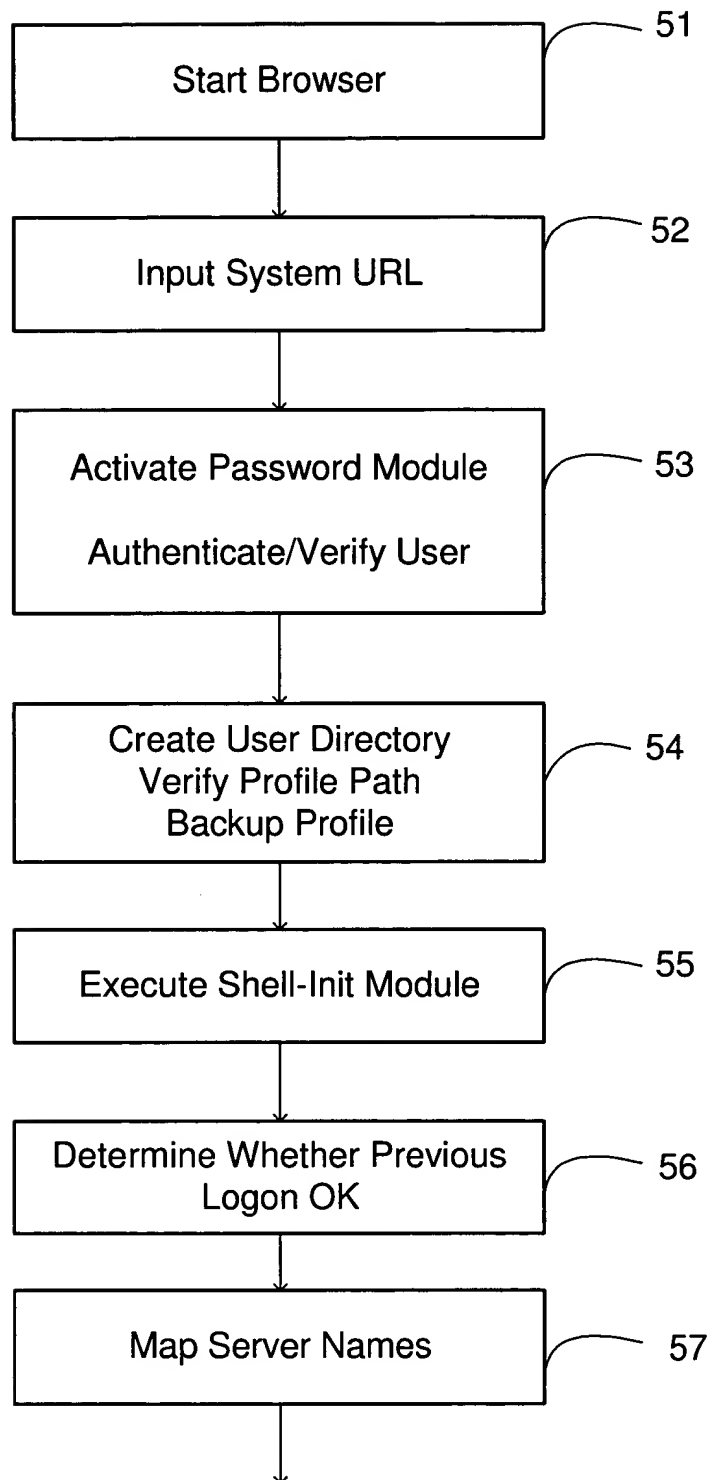 51
Start Browser
52
Input System URL
53
Activate Password Module
Authenticate/Verify User
54
Create User Directory
Verify Profile Path
Backup Profile
55
Execute Shell-Init Module
56
Determine Whether Previous
Logon OK
57
Map Server Names